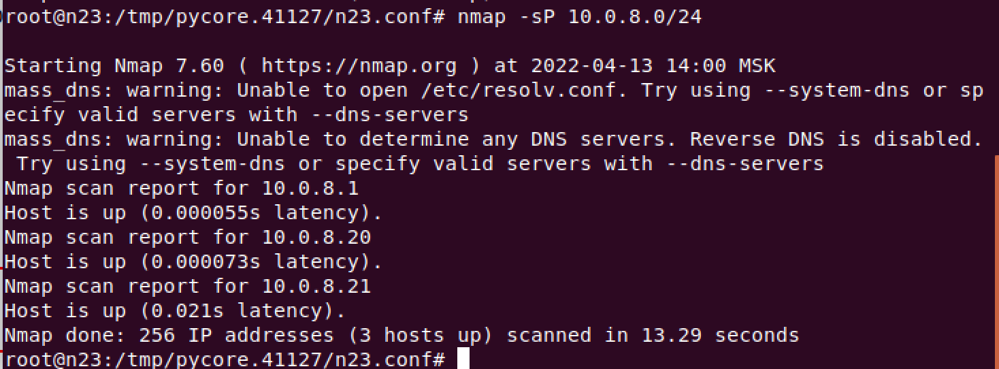 root@n23:/tmp/pycore.41127/n23.conf# nmap -sP 10.0.8.0/24
Starting Nmap 7.60 ( https://nmap.org ) at 2022-04-13 14:00 MSK
mass_dns: warning: Unable to open /etc/resolv.conf. Try using --system-dns or sp
ecify valid servers with --dns-servers
mass_dns: warning: Unable to determine any DNS servers. Reverse DNS is disabled.
 Try using --system-dns or specify valid servers with --dns-servers
Nmap scan report for 10.0.8.1
Host is up (0.000055s latency).
Nmap scan report for 10.0.8.20
Host is up (0.000073s latency).
Nmap scan report for 10.0.8.21
Host is up (0.021s latency).
Nmap done: 256 IP addresses (3 hosts up) scanned in 13.29 seconds
root@n23:/tmp/pycore.41127/n23.conf#